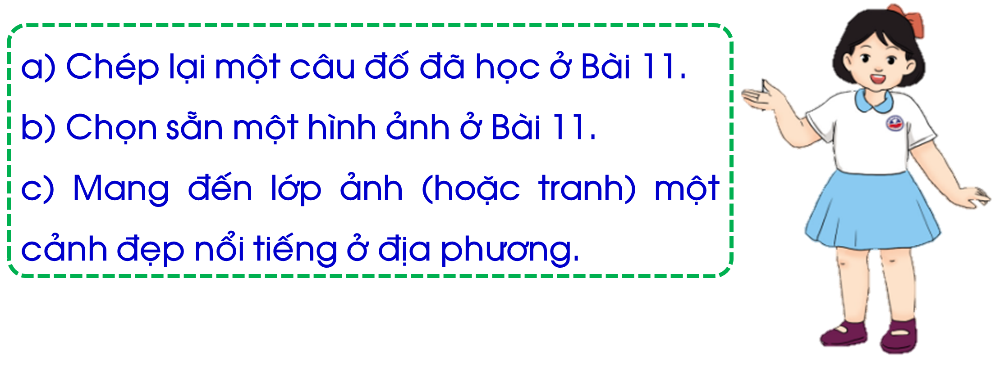 a) Chép lại một câu đố đã học ở Bài 11.
b) Chọn sẵn một hình ảnh ở Bài 11.
c) Mang đến lớp ảnh (hoặc tranh) một
cảnh đẹp nổi tiếng ở địa phương.